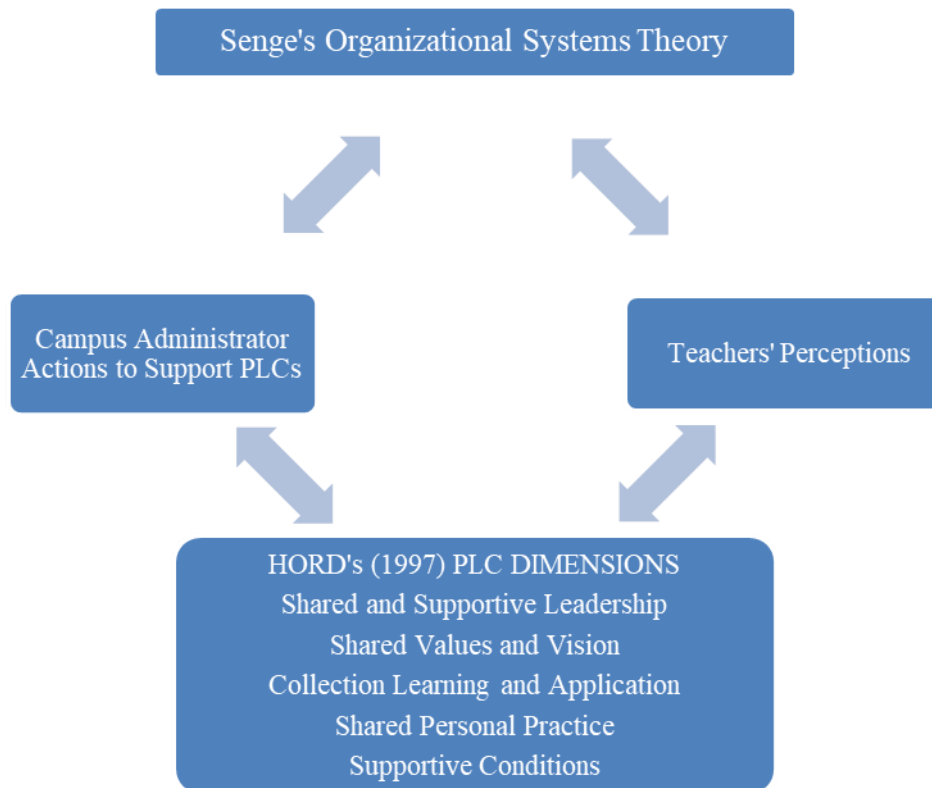 Senge's Organizational Systems Theory
Campus Administrator
Actions to Support PLCs
Teachers' Perceptions
HORD's (1997) PLC DIMENSIONS
Shared and Supportive Leadership
Shared Values and Vision
Collection Learning and Application
Shared Personal Practice
Supportive Conditions